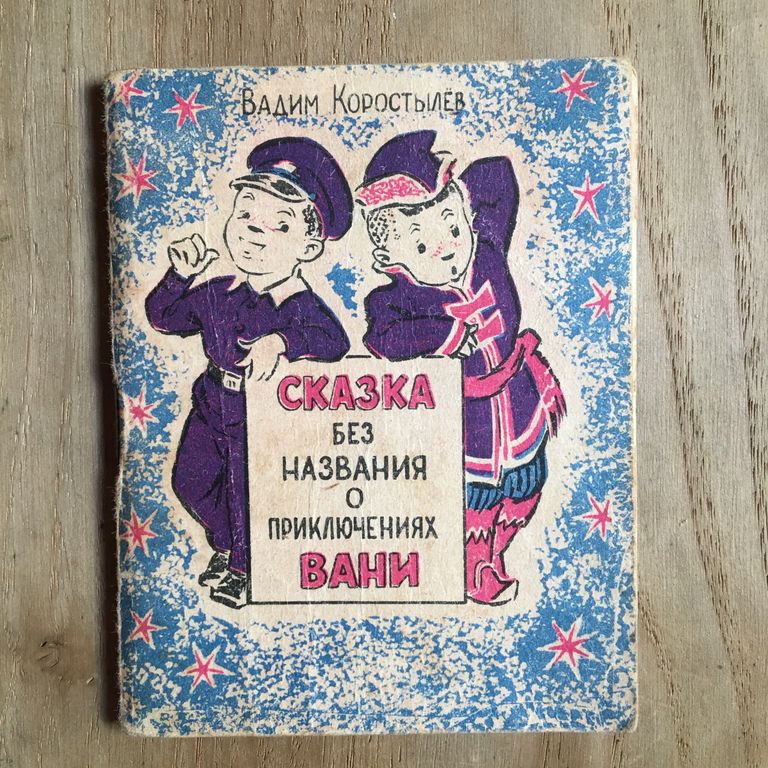 Вадим Коростылёв
СКАЗКА
БЕЗ
НАЗВАНИЯ
О
ПРИКЛЮЧЕНИЯХ
ВАНИ